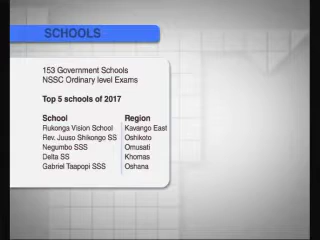 SCHOOLS
153 Government Schools
NSSC Ordinary level Exams
Top 5 schools of 2017
School Region
Rukonga Vision School Kavango East
Rev. Juuso Shikongo SS Oshikoto
Negumbo SSS Omusati
Delta SS Khomas
Gabriel Taapopi SSS Oshana